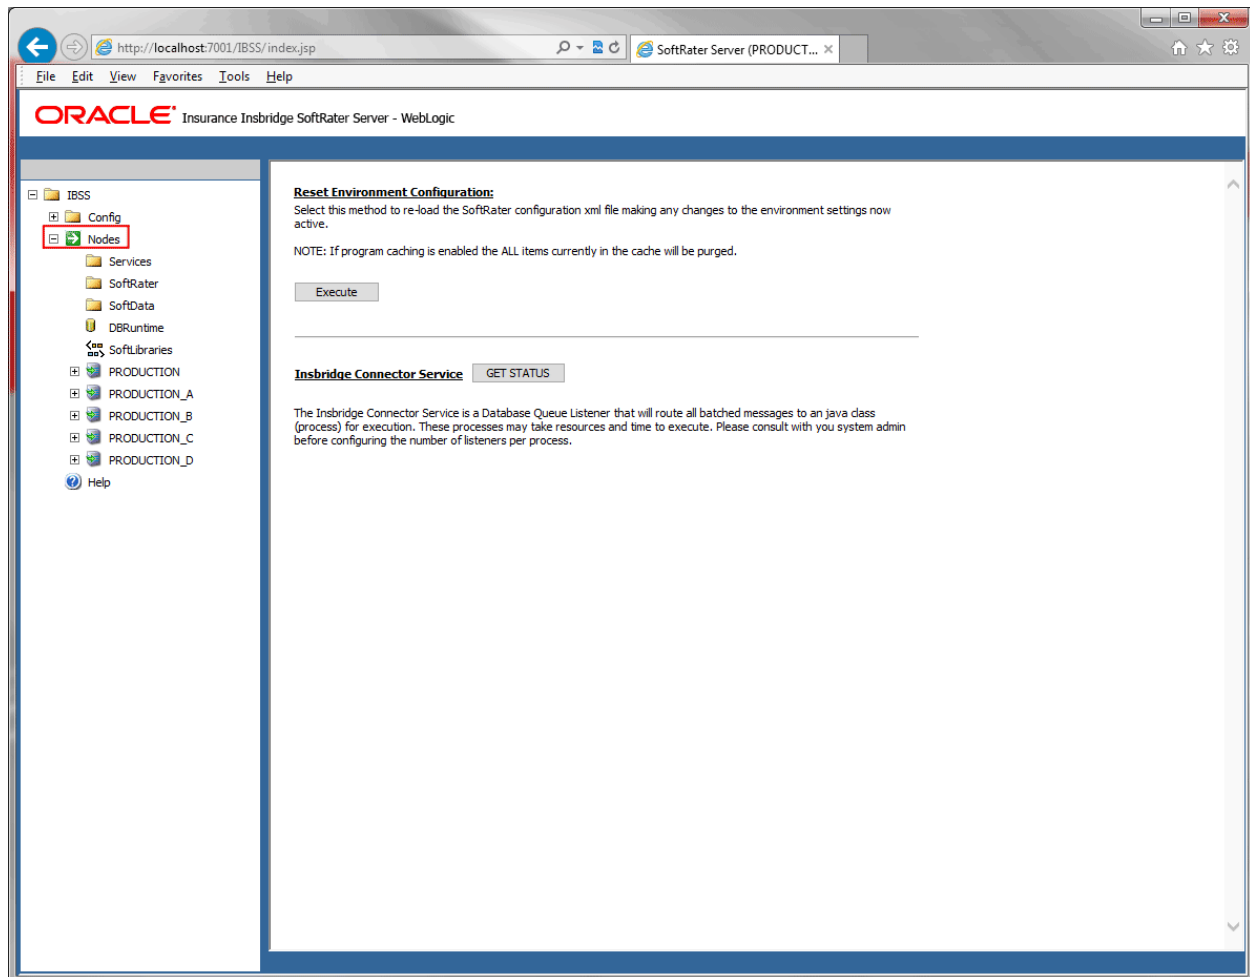 http://localhost:7001/IBSS/index.jsp
SoftRater Server (PRODUCT...
File Edit View Favorites Tools Help
ORACLE Insurance Insbridge SoftRater Server - WebLogic
IBSS
Config
Nodes
Services
SoftRater
SoftData
DBRuntime
SoftLibraries
PRODUCTION
PRODUCTION_A
PRODUCTION_B
PRODUCTION_C
PRODUCTION_D
Help
Reset Environment Configuration:
Select this method to re-load the SoftRater configuration xml file making any changes to the environment settings now
active.
NOTE: If program caching is enabled the ALL items currently in the cache will be purged.
Execute
Insbridge Connector Service GET STATUS
The Insbridge Connector Service is a Database Queue Listener that will route all batched messages to an java class
(process) for execution. These processes may take resources and time to execute. Please consult with you system admin
before configuring the number of listeners per process.